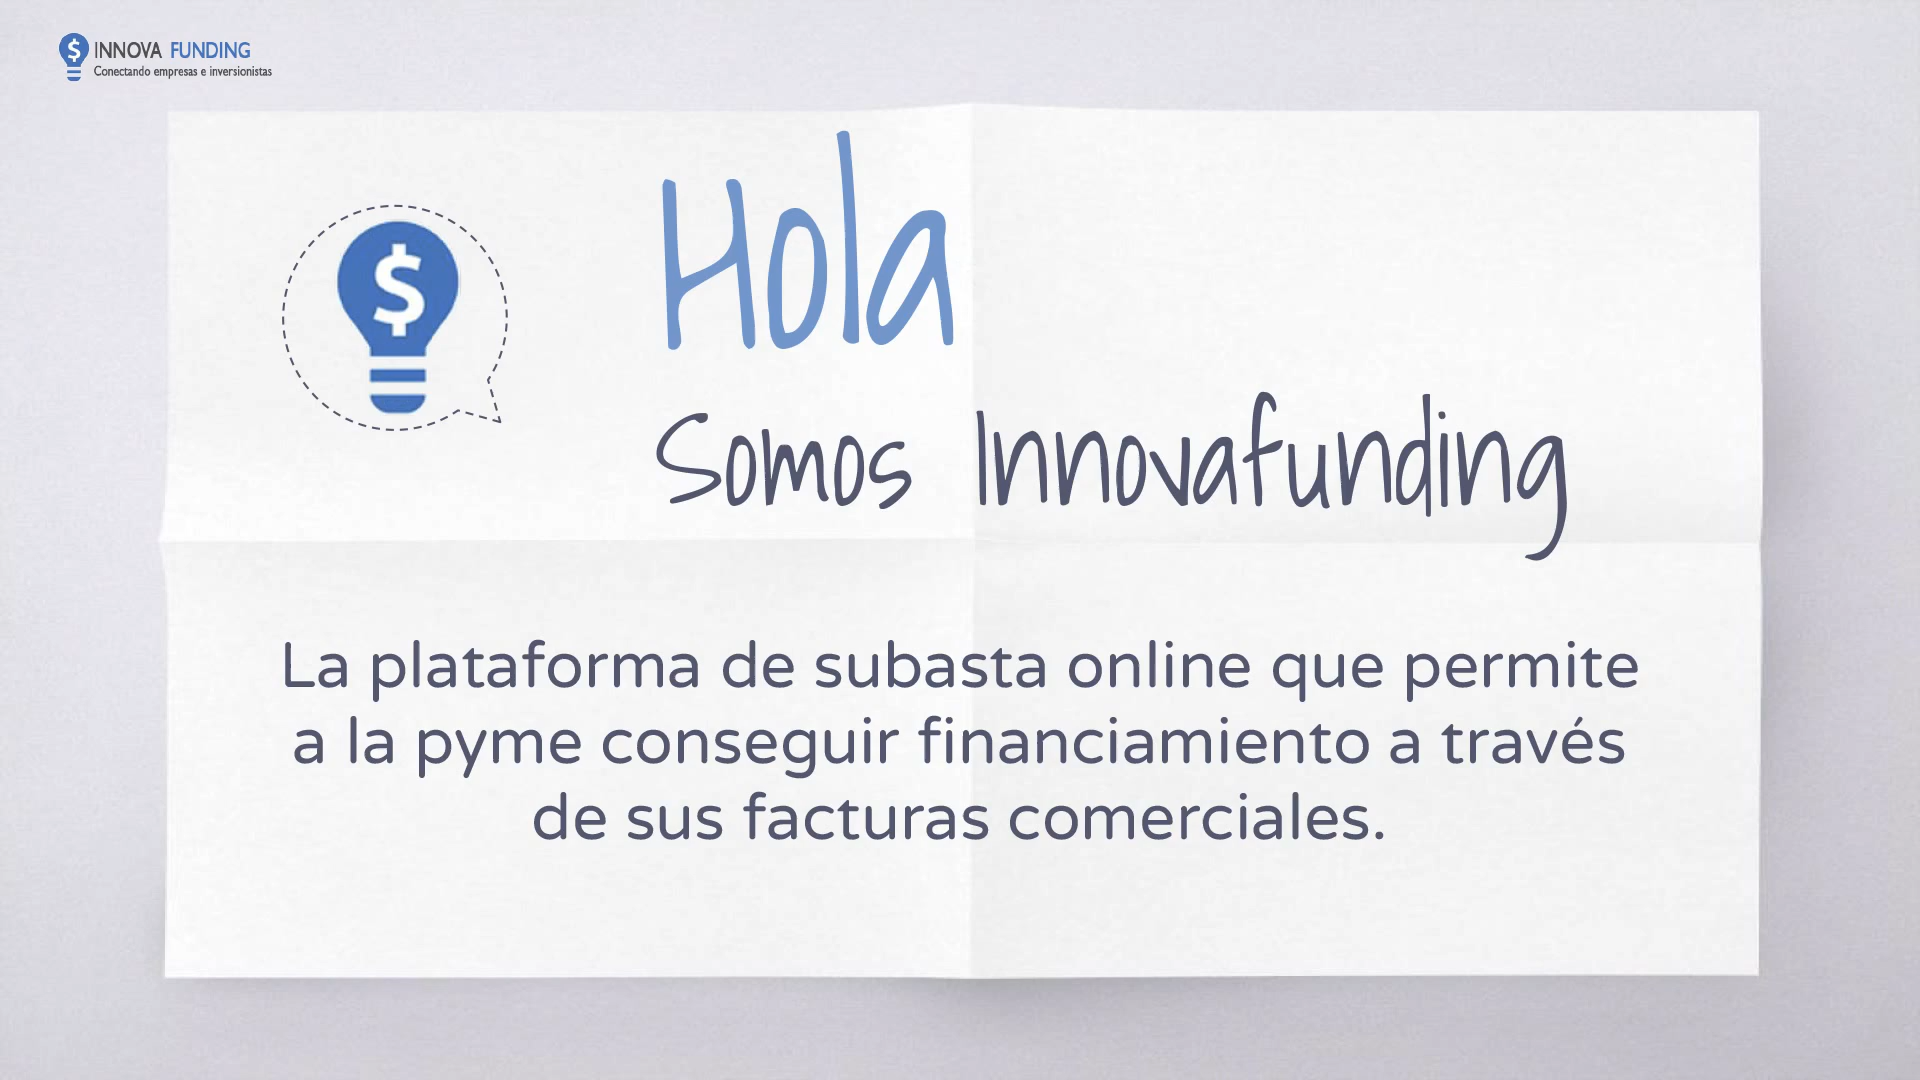 $ INNOVA FUNDING
Conectando empresas e inversionistas
$
Hola
Somos Innovafunding
La plataforma de subasta online que permite
a la pyme conseguir financiamiento a través
de sus facturas comerciales.